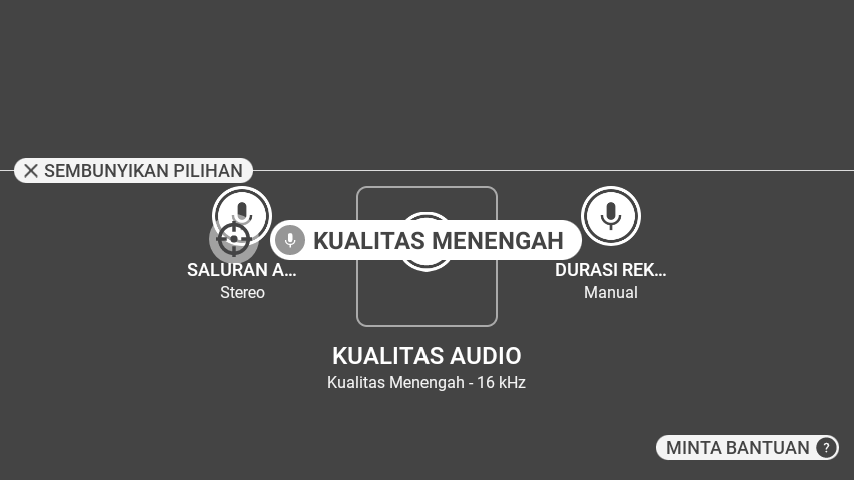 SEMBUNYIKAN PILIHAN
KUALITAS MENENGAH
SALURAN A...
Stereo
DURASI REK...
Manual
KUALITAS AUDIO
Kualitas Menengah - 16 kHz
MINTA BANTUAN ?